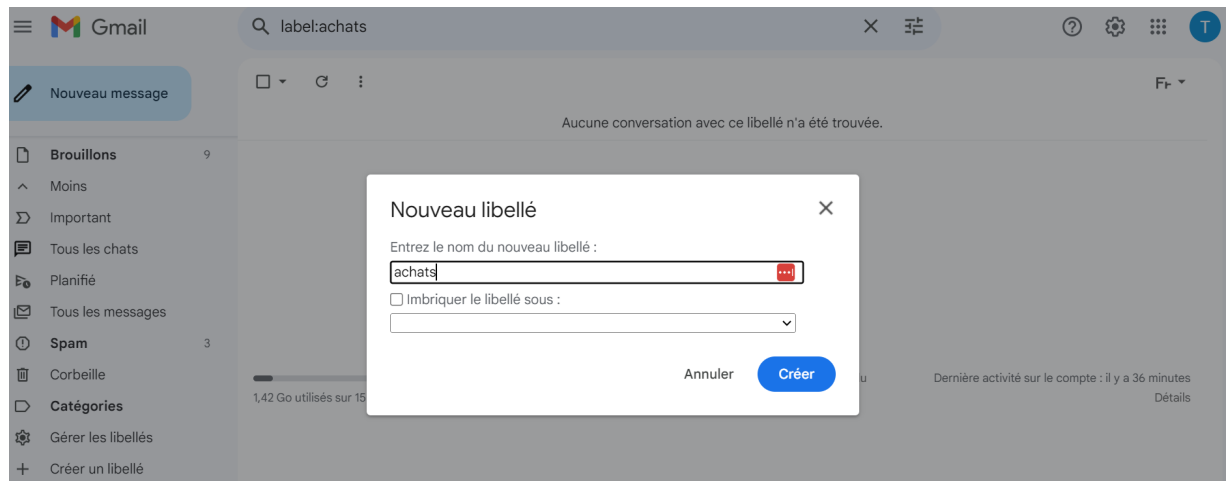 Gmail
label:achats
T
Nouveau message
Aucune conversation avec ce libellé n'a été trouvée.
Brouillons 9
Moins
Important
Tous les chats
Planifié
Tous les messages
Spam 3
Corbeille
Catégories
Gérer les libellés
Créer un libellé
Nouveau libellé
Entrez le nom du nouveau libellé :
achats
Imbriquer le libellé sous :
Annuler Créer
1,42 Go utilisés sur 15
Dernière activité sur le compte : il y a 36 minutes
Détails